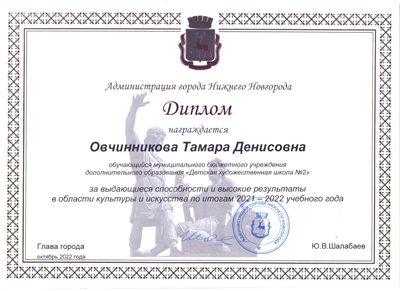 Администрация города Нижнего Новгорода
Диплом
награждается
Овчинникова Тамара Денисовна
обучающийся муниципального бюджетного учреждения
дополнительного образования «Детская художественная школа №2»
за выдающиеся способности и высокие результаты
в области культуры и искусства по итогам 2021 – 2022 учебного года
Глава города
Ю.В.Шалабаев
октябрь 2022 года